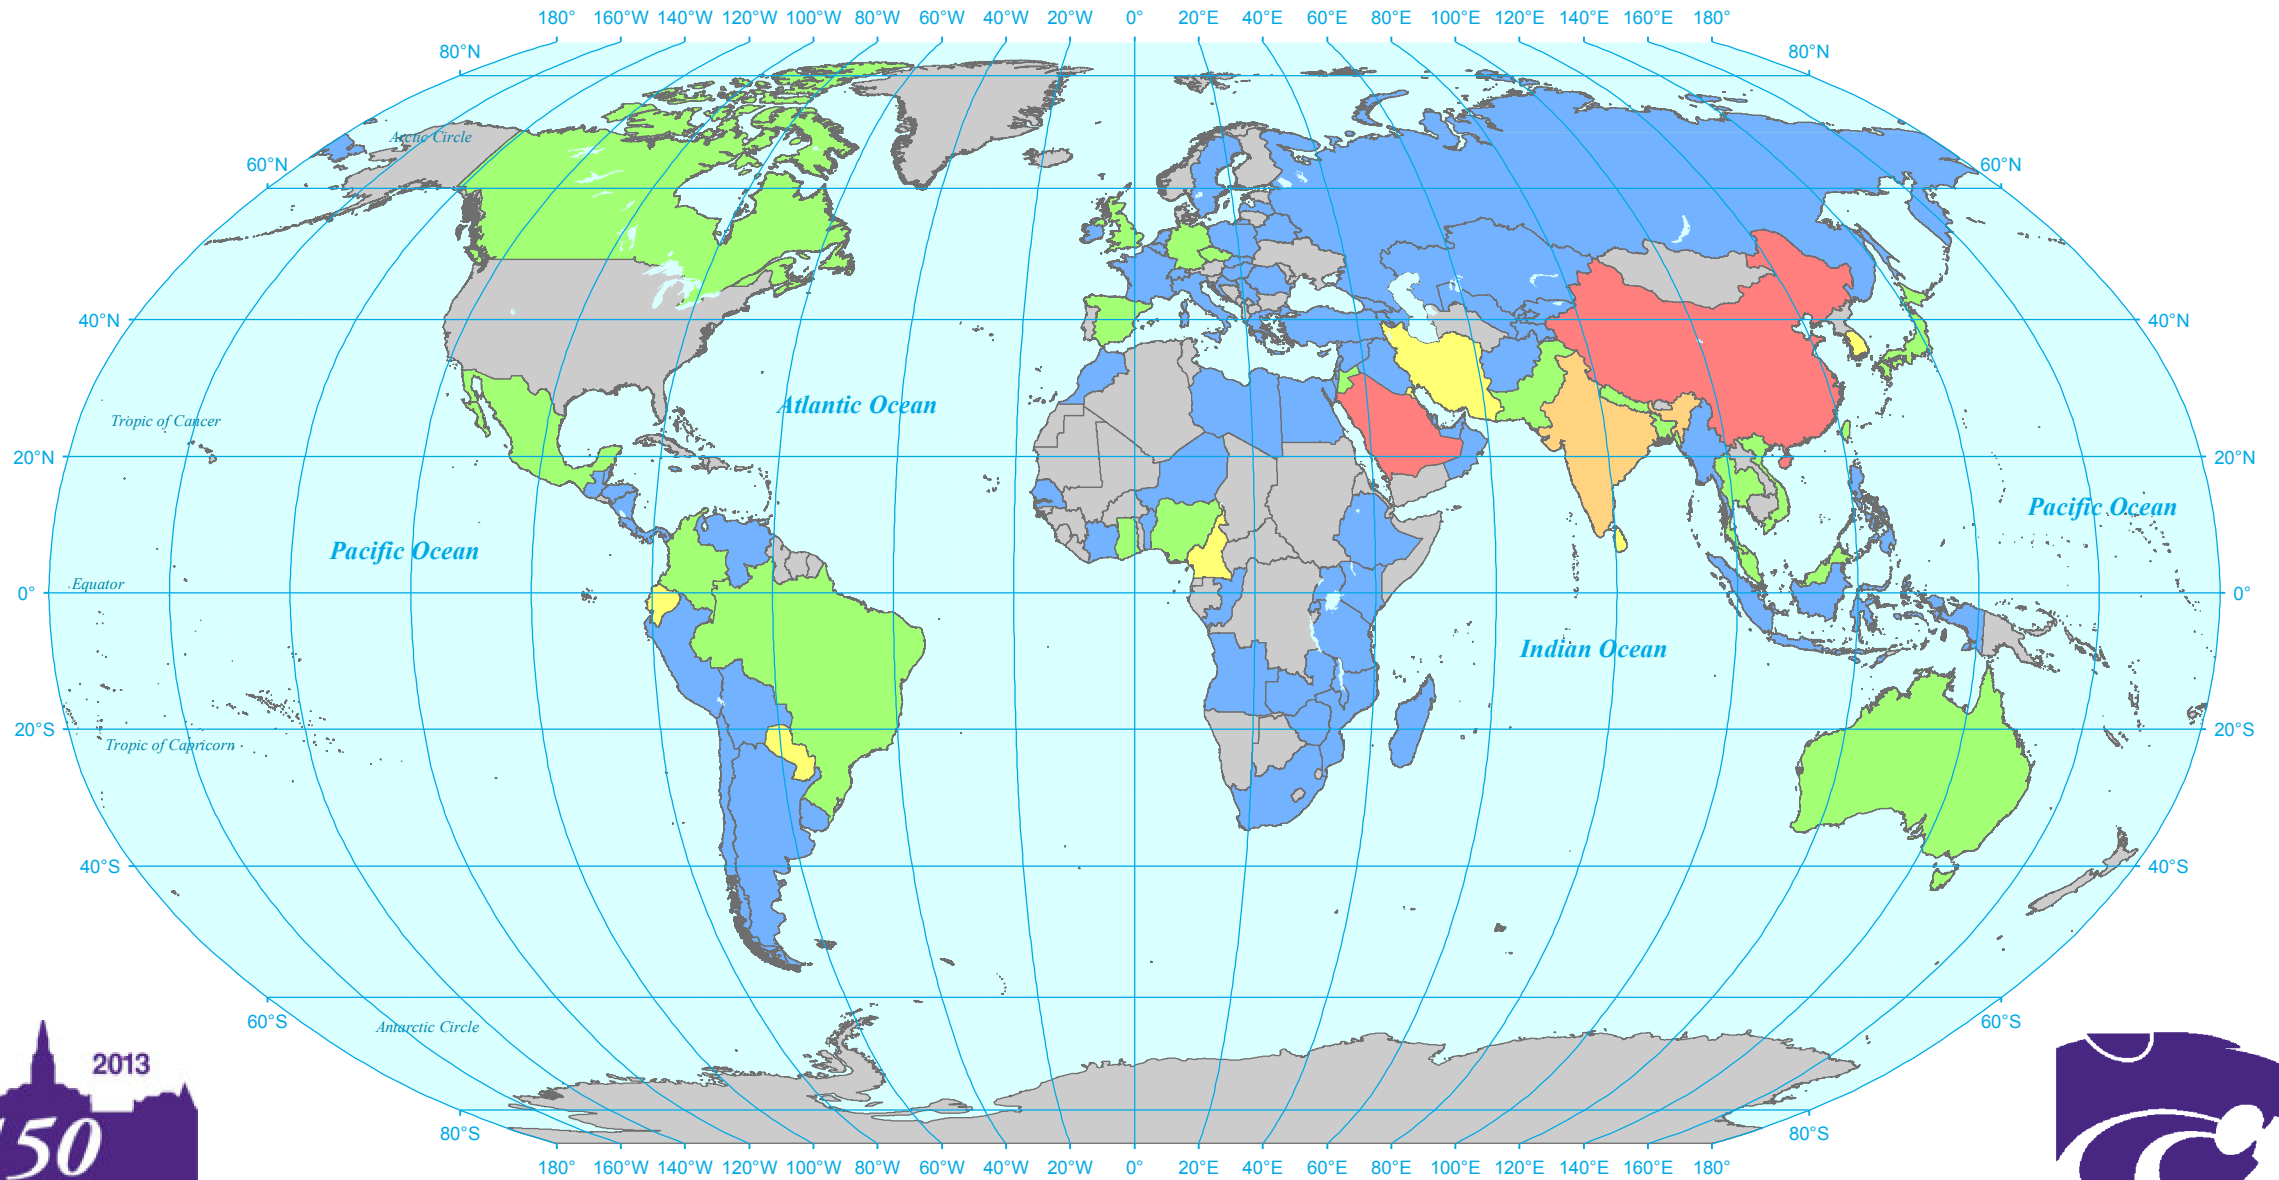 180° 160°W 140°W 120°W 100°W 80°W 60°W 40°W 20°W 0° 20°E 40°E 60°E 80°E 100°E 120°E 140°E 160°E 180°
80°N 80°N
Arctic Circle
60°N 60°N
40°N 40°N
Atlantic Ocean
Tropic of Cancer
20°N 20°N
Pacific Ocean
Pacific Ocean
Equator
0° 0°
Indian Ocean
20°S 20°S
Tropic of Capricorn
40°S 40°S
60°S 60°S
Antarctic Circle
2013
150
80°S 80°S
180° 160°W 140°W 120°W 100°W 80°W 60°W 40°W 20°W 0° 20°E 40°E 60°E 80°E 100°E 120°E 140°E 160°E 180°